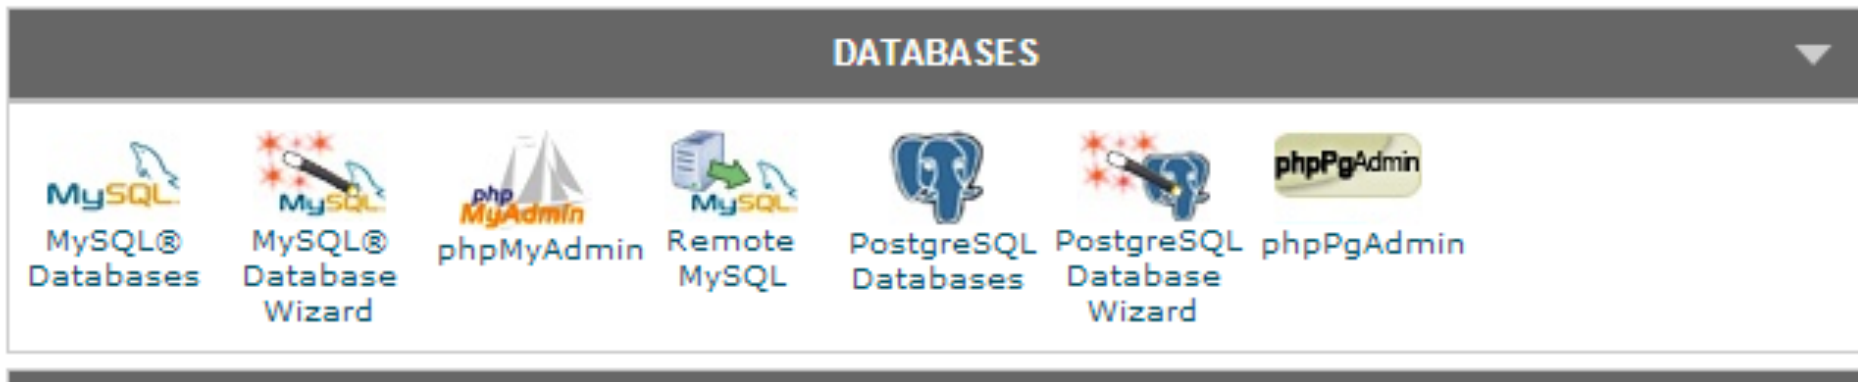 DATABASES
MySQL
MySQL®
Databases
MySQL
MySQL®
Database
Wizard
php
MyAdmin
phpMyAdmin
MySQL
Remote
MySQL
PostgreSQL
Databases
PostgreSQL
Database
Wizard
phpPgAdmin
phpPgAdmin